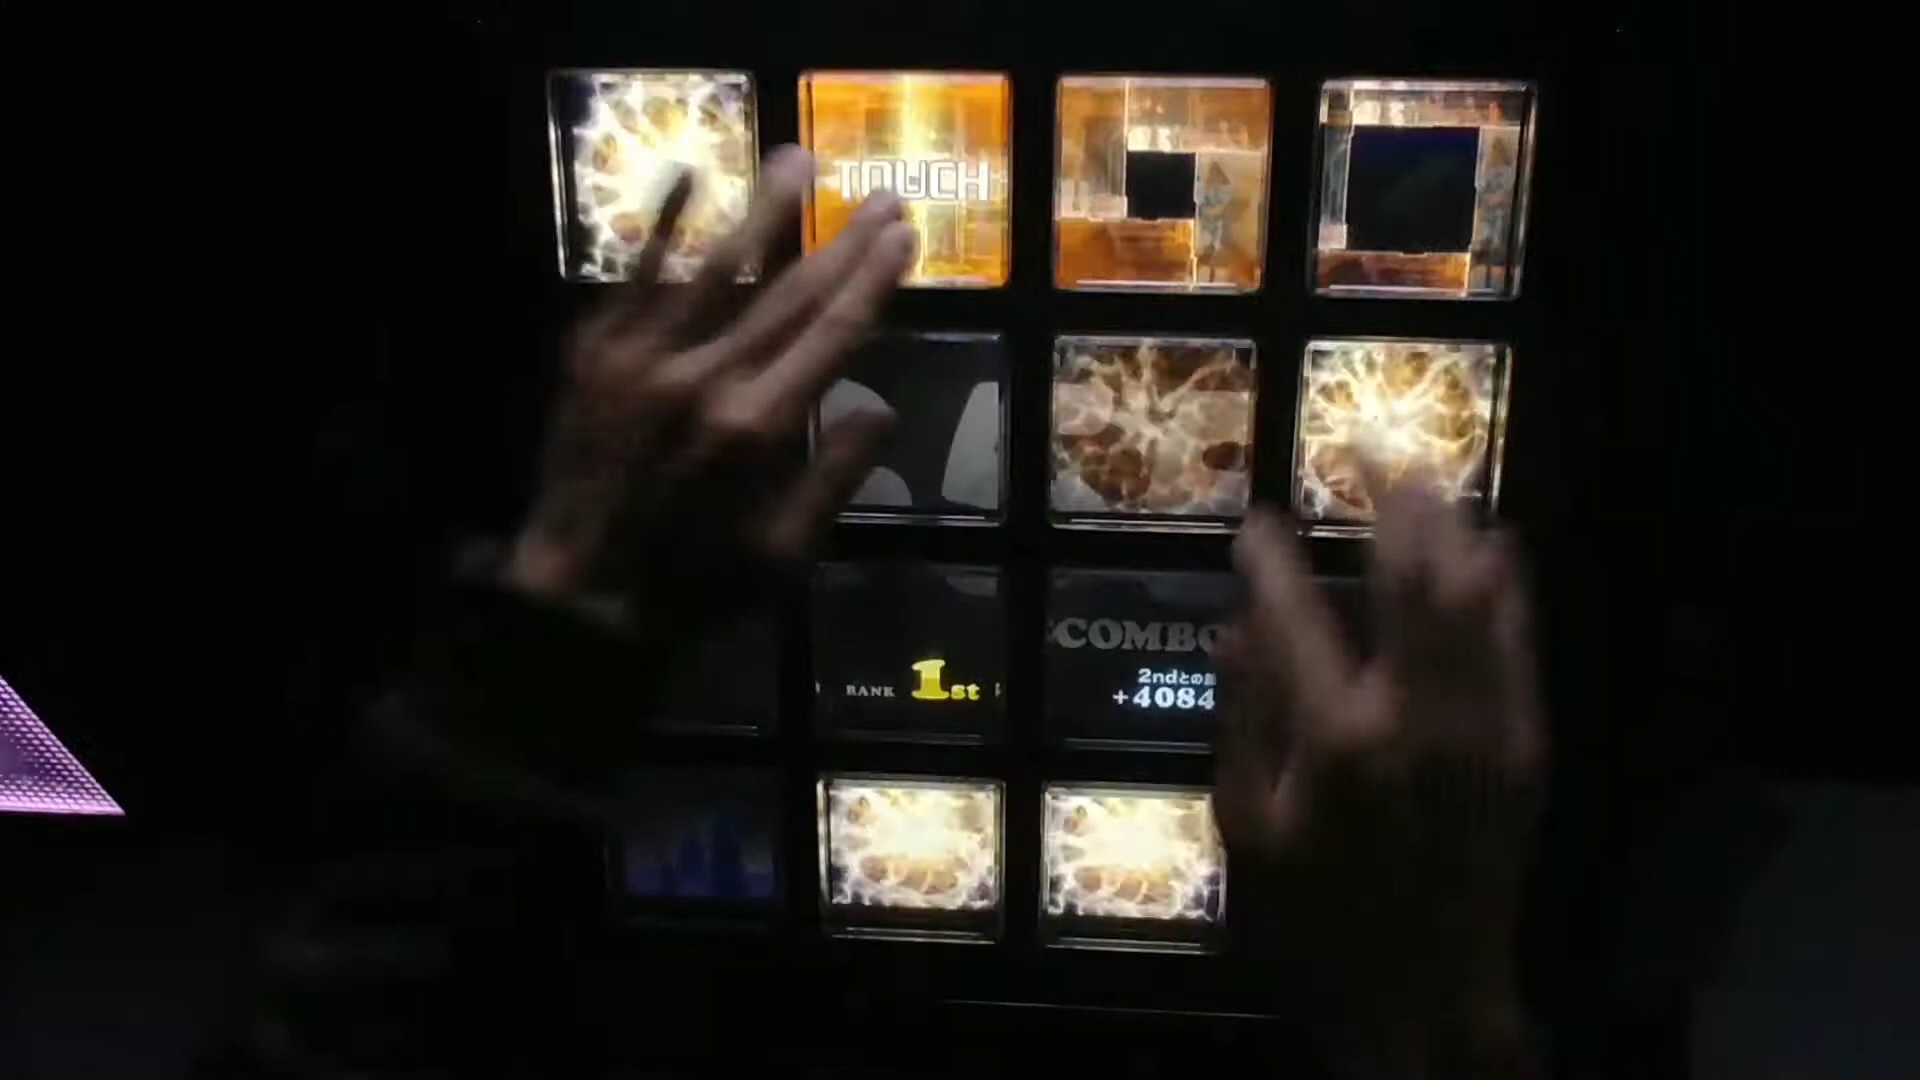 TOUCH
COMBO
2ndとの
RANK 1st
+4084